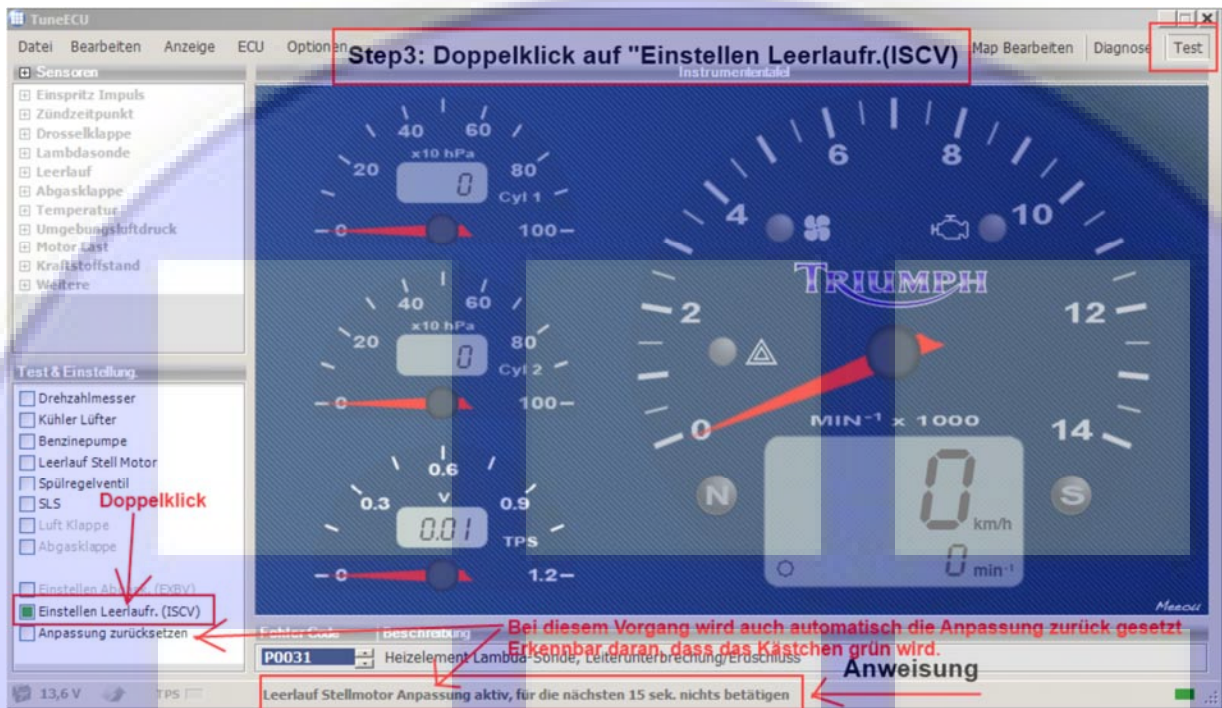 TuneECU
Datei Bearbeiten Anzeige ECU Optionen
Step3: Doppelklick auf "Einstellen Leerlaufr.(ISCV)
Map Bearbeiten Diagnose Test
Sensoren
Instrumententafel
Einspritz Impuls
Zündzeitpunkt
Drosselklappe
Lambdasonde
Leerlauf
Abgasklappe
Temperatur
Umgebungsluftdruck
Motor Last
Kraftstoffstand
Weitere
0 20 40 60 80 100
x10 hPa
0
Cyl 1
0 20 40 60 80 100
x10 hPa
0
Cyl 2
0 0.3 0.6 0.9 1.2
V
0.01
TPS
0 2 4 6 8 10 12 14
TRIUMPH
MIN⁻¹ x 1000
N
S
0 km/h
0 min⁻¹
Meeou
Test & Einstellung.
Drehzahlmesser
Kühler Lüfter
Benzinepumpe
Leerlauf Stell Motor
Spülregelventil
SLS
Doppelklick
Luft Klappe
Abgasklappe
Einstellen (EXBV)
Einstellen Leerlaufr. (ISCV)
Anpassung zurücksetzen
Fehler Code Beschreibung
Bei diesem Vorgang wird auch automatisch die Anpassung zurück gesetzt
Erkennbar daran, dass das Kästchen grün wird.
P0031 Heizelement Lambda-Sonde, Leiterunterbrechung/Erdschluss
Anweisung
13,6 V TPS
Leerlauf Stellmotor Anpassung aktiv, für die nächsten 15 sek. nichts betätigen